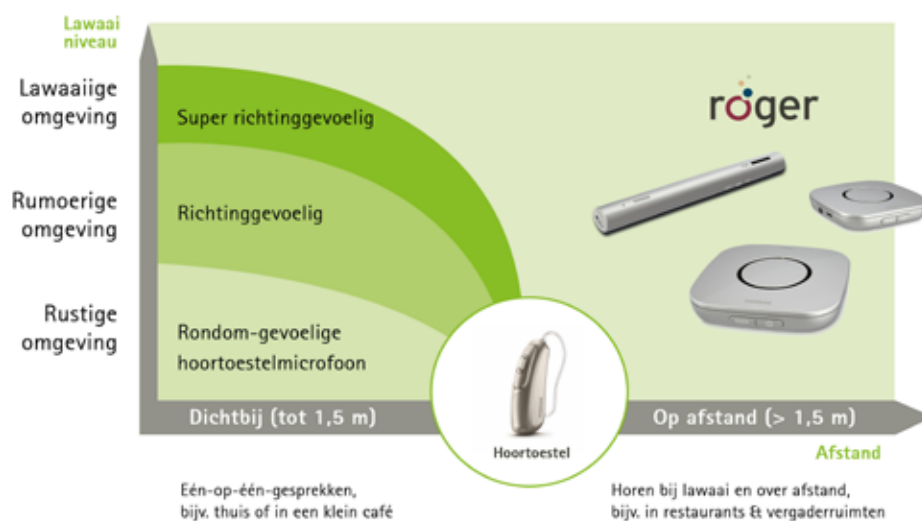 Lawaai
niveau
Lawaaiige
omgeving
Super richtinggevoelig
roger
Rumoerige
omgeving
Richtinggevoelig
Rustige
omgeving
Rondom-gevoelige
hoortoestelmicrofoon
Dichtbij (tot 1,5 m)
Hoortoestel
Op afstand (> 1,5 m)
Afstand
Eén-op-één-gesprekken,
bijv. thuis of in een klein café
Horen bij lawaai en over afstand,
bijv. in restaurants & vergaderruimten